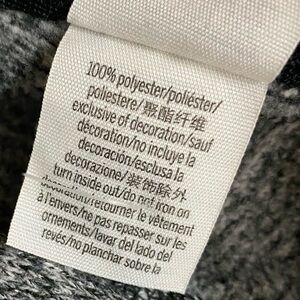 100% polyester/poliéster/
poliestere/聚酯纤维
exclusive of decoration/sauf
décoration/no incluye la
decoración/esclusa la
decorazione/装饰除外
turn inside out/do not iron on
decoration/retourner le vêtement
à l'envers/ne pas repasser sur les
ornements/lavar del lado del
revés/no planchar sobre la